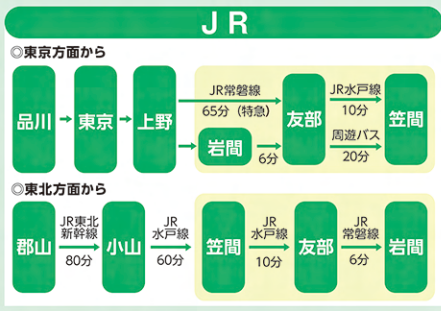 JR
◎東京方面から
品川
東京
上野
JR常磐線
65分（特急）
岩間
6分
友部
JR水戸線
10分
周遊バス
20分
笠間
◎東北方面から
郡山
JR東北
新幹線
80分
小山
JR
水戸線
60分
笠間
JR
水戸線
10分
友部
JR
常磐線
6分
岩間